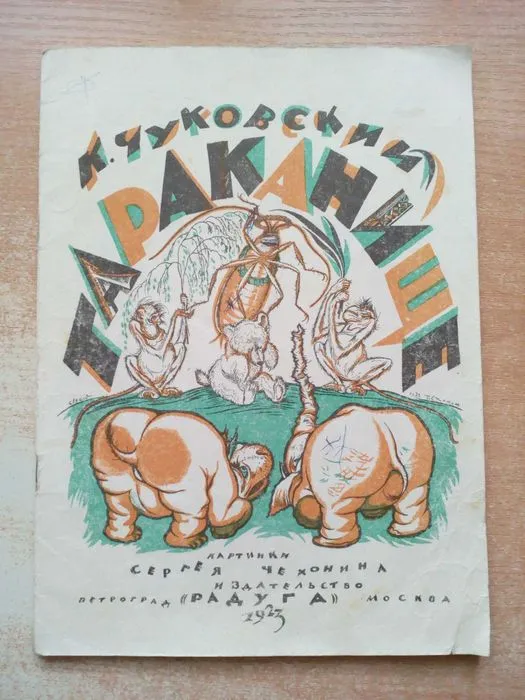 К. ЧУКОВСКИЙ
ТАРАКАНИЩЕ
КАРТИНКИ
СЕРГЕЯ ЧЕХОНИНА
ИЗДАТЕЛЬСТВО
ПЕТРОГРАД «РАДУГА» МОСКВА
1923